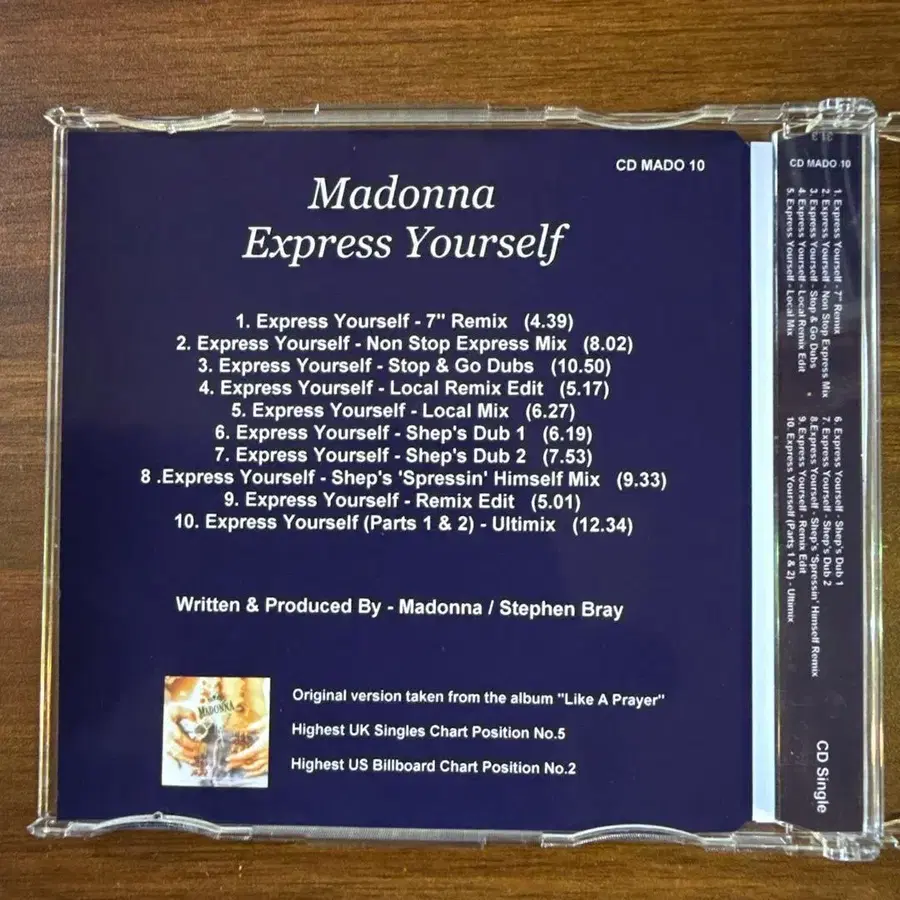 CD MADO 10
Madonna
Express Yourself
1. Express Yourself - 7" Remix (4.39)
2. Express Yourself - Non Stop Express Mix (8.02)
3. Express Yourself - Stop & Go Dubs (10.50)
4. Express Yourself - Local Remix Edit (5.17)
5. Express Yourself - Local Mix (6.27)
6. Express Yourself - Shep's Dub 1 (6.19)
7. Express Yourself - Shep's Dub 2 (7.53)
8 .Express Yourself - Shep's 'Spressin' Himself Mix (9.33)
9. Express Yourself - Remix Edit (5.01)
10. Express Yourself (Parts 1 & 2) - Ultimix (12.34)
Written & Produced By - Madonna / Stephen Bray
MADONNA
Original version taken from the album "Like A Prayer"
Highest UK Singles Chart Position No.5
Highest US Billboard Chart Position No.2
CD MADO 10
1. Express Yourself - 7" Remix
2. Express Yourself - Non Stop Express Mix
3. Express Yourself - Stop & Go Dubs
4. Express Yourself - Local Remix Edit
5. Express Yourself - Local Mix
6. Express Yourself - Shep's Dub 1
7. Express Yourself - Shep's Dub 2
8.Express Yourself - Shep's 'Spressin' Himself Remix
9. Express Yourself - Remix Edit
10. Express Yourself (Parts 1 & 2) - Ultimix
CD Single